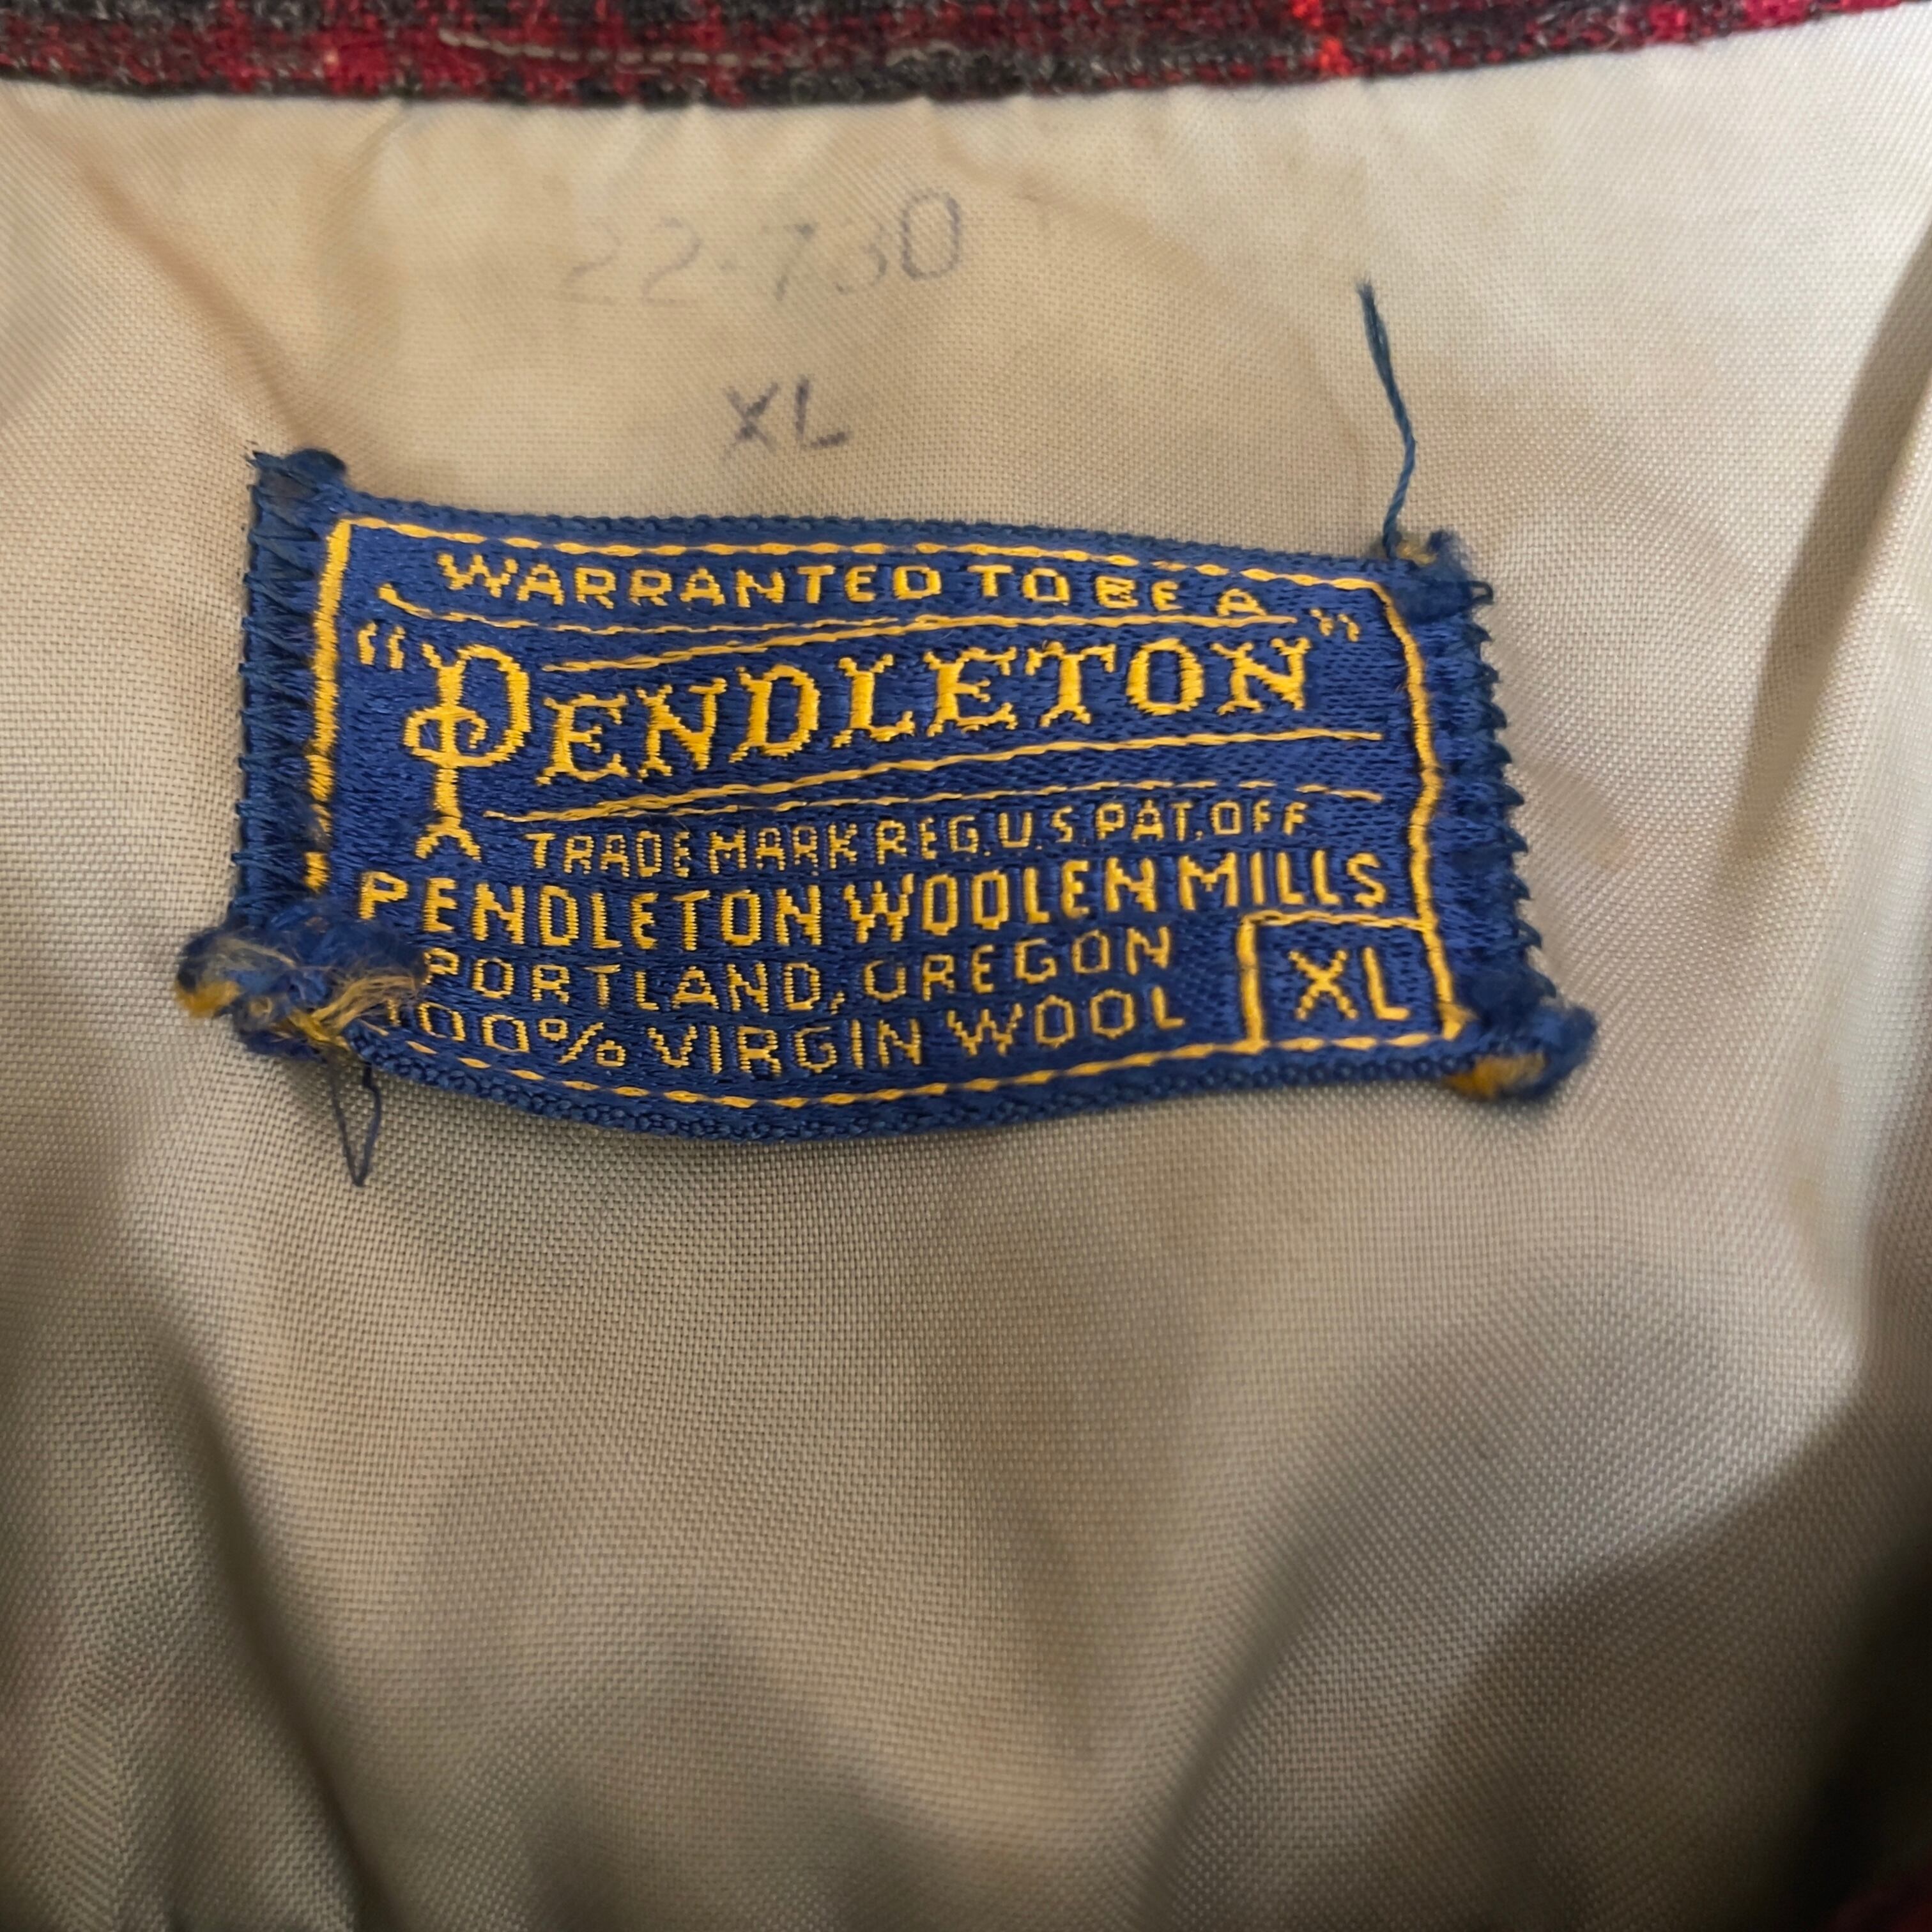 22-730
XL
WARRANTED TO BE A
"PENDLETON"
TRADE MARK REG. U.S. PAT. OFF
PENDLETON WOOLEN MILLS
PORTLAND, OREGON
100% VIRGIN WOOL
XL